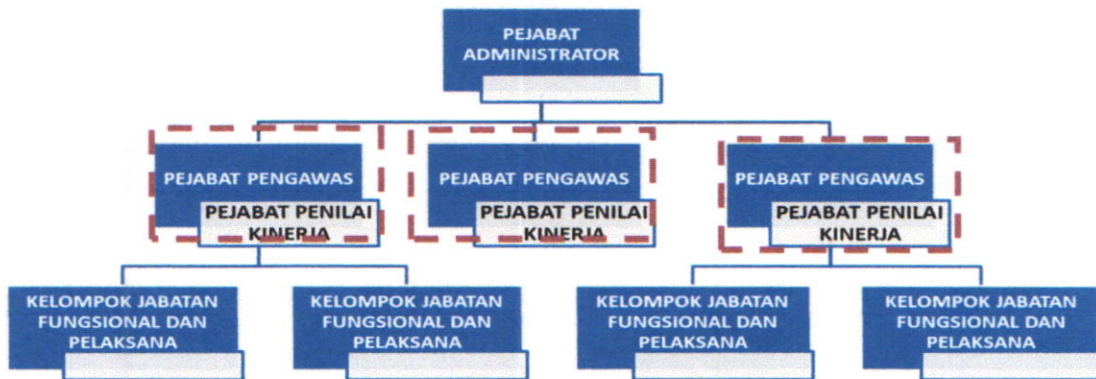 PEJABAT
ADMINISTRATOR
PEJABAT PENGAWAS
PEJABAT PENILAI
KINERJA
PEJABAT PENGAWAS
PEJABAT PENILAI
KINERJA
PEJABAT PENGAWAS
PEJABAT PENILAI
KINERJA
KELOMPOK JABATAN
FUNGSIONAL DAN
PELAKSANA
KELOMPOK JABATAN
FUNGSIONAL DAN
PELAKSANA
KELOMPOK JABATAN
FUNGSIONAL DAN
PELAKSANA
KELOMPOK JABATAN
FUNGSIONAL DAN
PELAKSANA